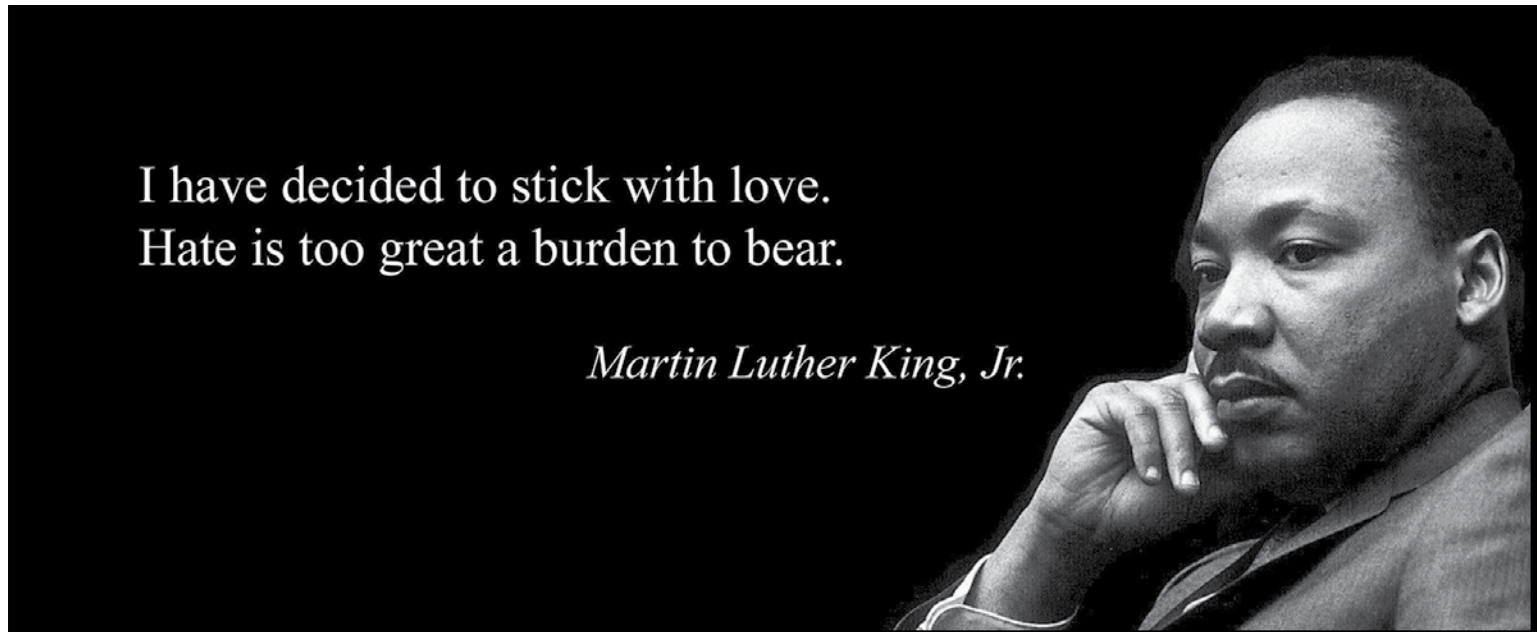 I have decided to stick with love.
Hate is too great a burden to bear.
Martin Luther King, Jr.